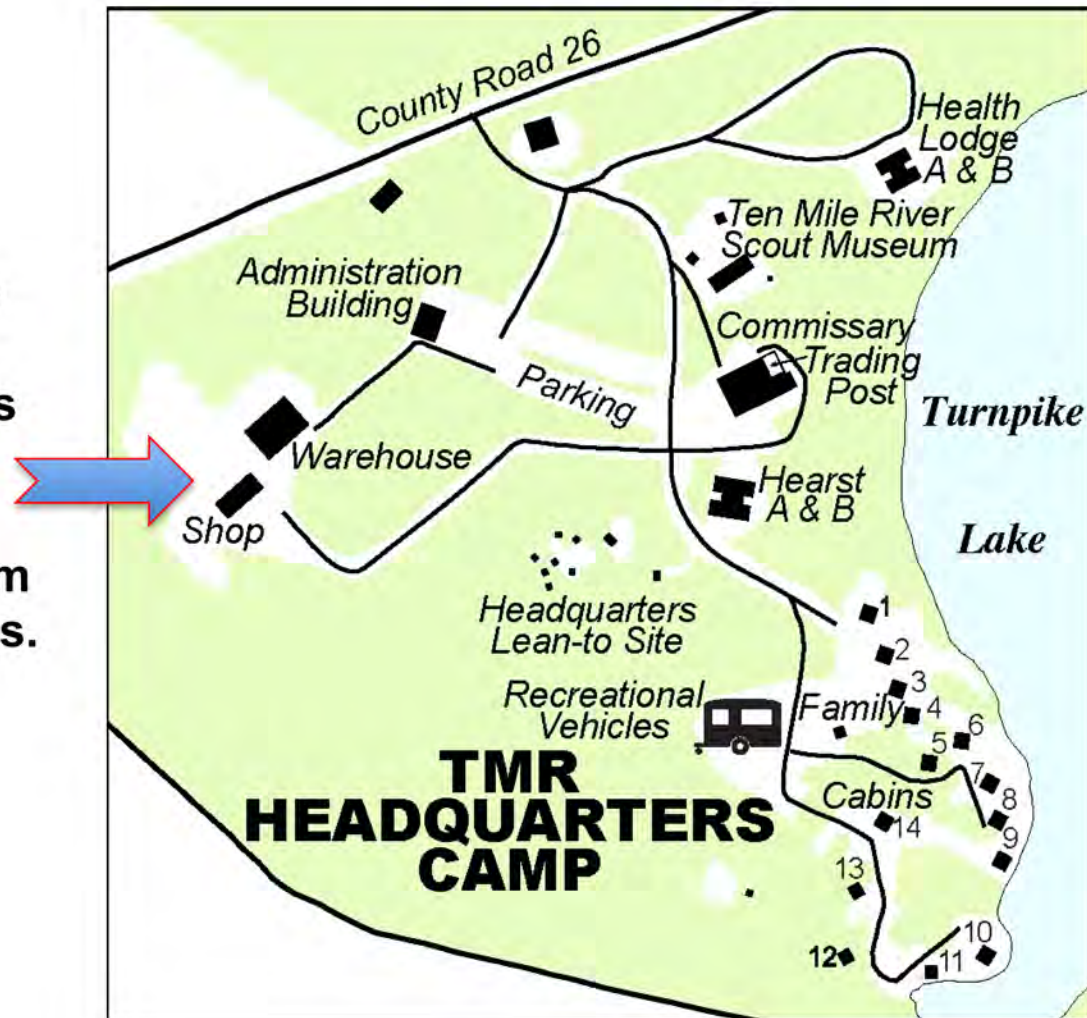 County Road 26
Health
Lodge
A & B
Ten Mile River
Scout Museum
Administration
Building
Commissary
Trading
Post
Parking
Turnpike
Lake
s
Warehouse
Shop
Hearst
A & B
m
s.
Headquarters
Lean-to Site
1
2
3
4
Recreational
Vehicles
Family
5
6
7
8
9
TMR
HEADQUARTERS
CAMP
Cabins
14
13
12
11
10